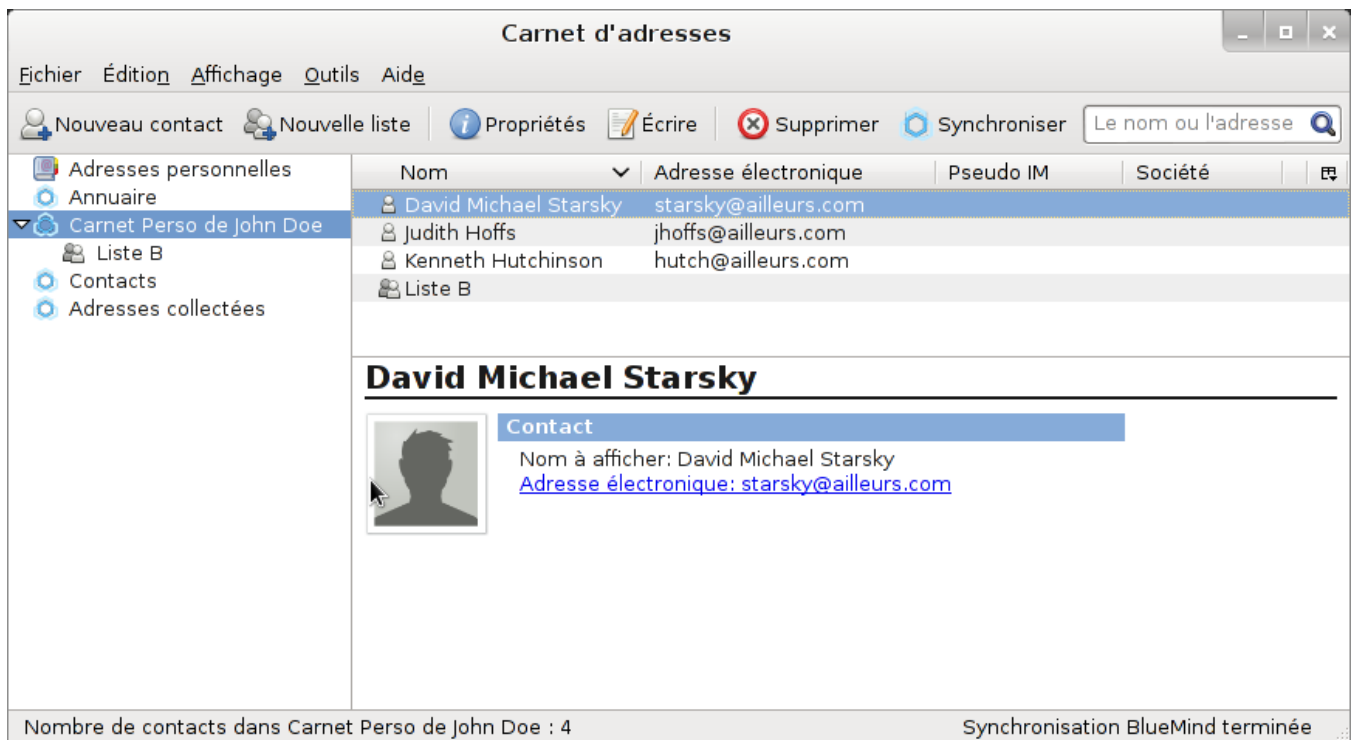 Carnet d'adresses
Fichier Édition Affichage Outils Aide
Nouveau contact Nouvelle liste Propriétés Écrire Supprimer Synchroniser Le nom ou l'adresse
Adresses personnelles
Annuaire
Carnet Perso de John Doe
Liste B
Contacts
Adresses collectées
Nom Adresse électronique Pseudo IM Société
David Michael Starsky starsky@ailleurs.com
Judith Hoffs jhoffs@ailleurs.com
Kenneth Hutchinson hutch@ailleurs.com
Liste B
David Michael Starsky
Contact
Nom à afficher: David Michael Starsky
Adresse électronique: starsky@ailleurs.com
Nombre de contacts dans Carnet Perso de John Doe : 4 Synchronisation BlueMind terminée